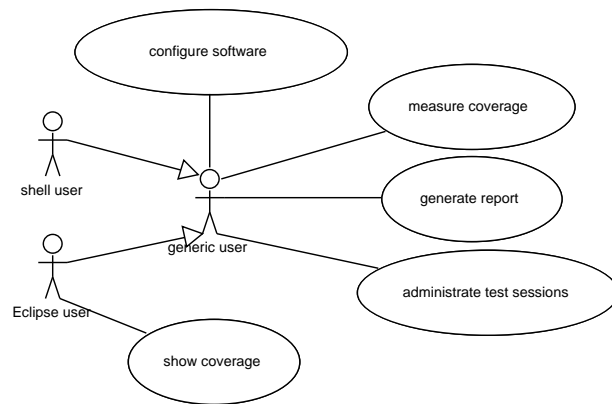 configure software
measure coverage
shell user
generate report
generic user
administrate test sessions
Eclipse user
show coverage